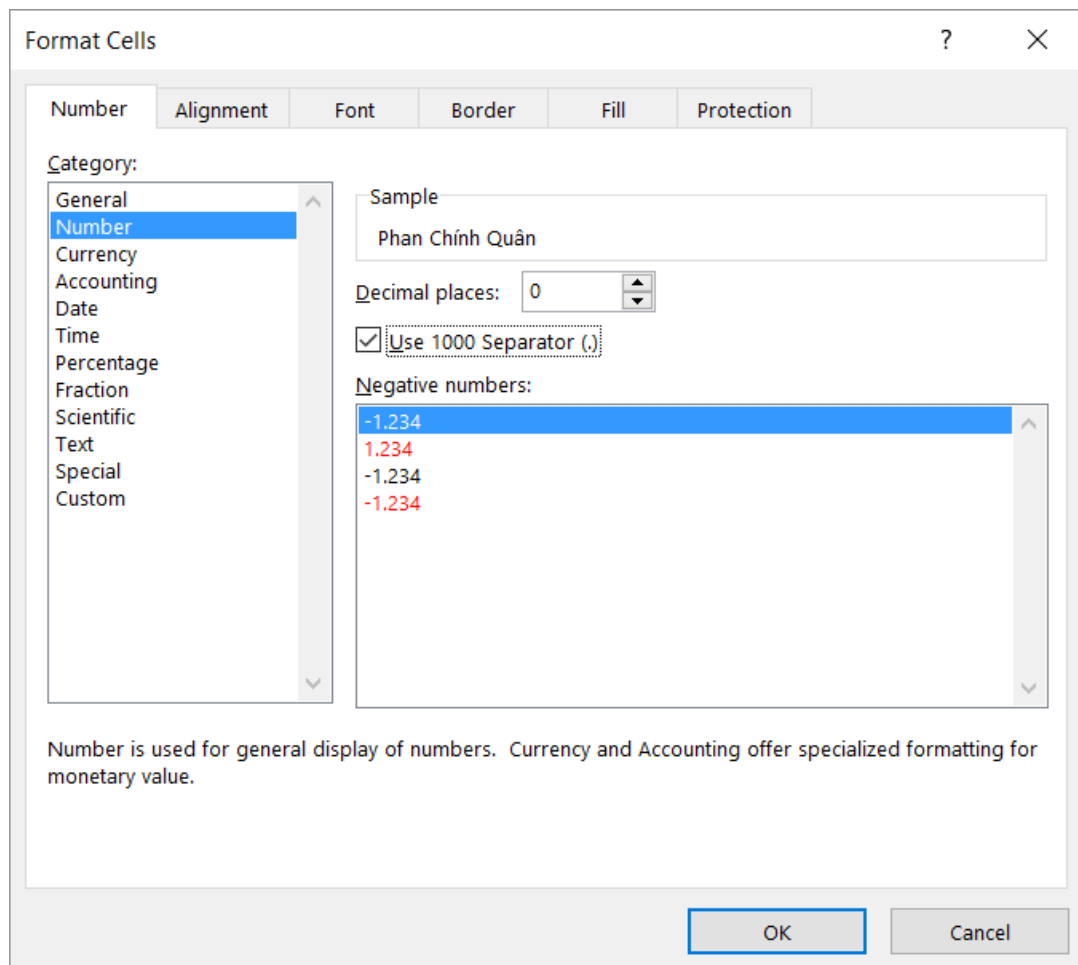 Format Cells
?
Number
Alignment
Font
Border
Fill
Protection
Category:
General
Number
Currency
Accounting
Date
Time
Percentage
Fraction
Scientific
Text
Special
Custom
Sample
Phan Chính Quân
Decimal places: 0
Use 1000 Separator (.)
Negative numbers:
-1.234
1.234
-1.234
-1.234
Number is used for general display of numbers.  Currency and Accounting offer specialized formatting for
monetary value.
OK
Cancel